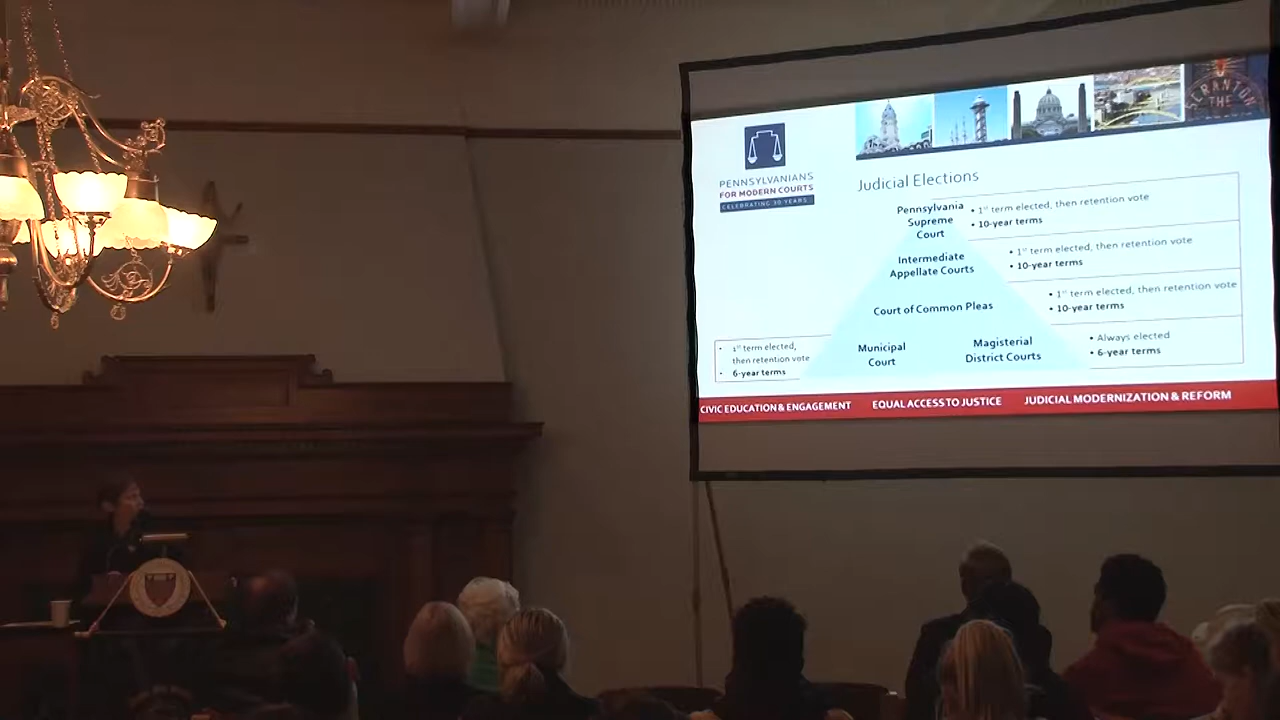 SCRANTON
THE
PENNSYLVANIANS
FOR MODERN COURTS
CELEBRATING 30 YEARS
Judicial Elections
Pennsylvania
Supreme
Court
• 1st term elected, then retention vote
• 10-year terms
Intermediate
Appellate Courts
• 1st term elected, then retention vote
• 10-year terms
Court of Common Pleas
• 1st term elected, then retention vote
• 10-year terms
• 1st term elected,
then retention vote
• 6-year terms
Municipal
Court
Magisterial
District Courts
• Always elected
• 6-year terms
CIVIC EDUCATION & ENGAGEMENT EQUAL ACCESS TO JUSTICE JUDICIAL MODERNIZATION & REFORM